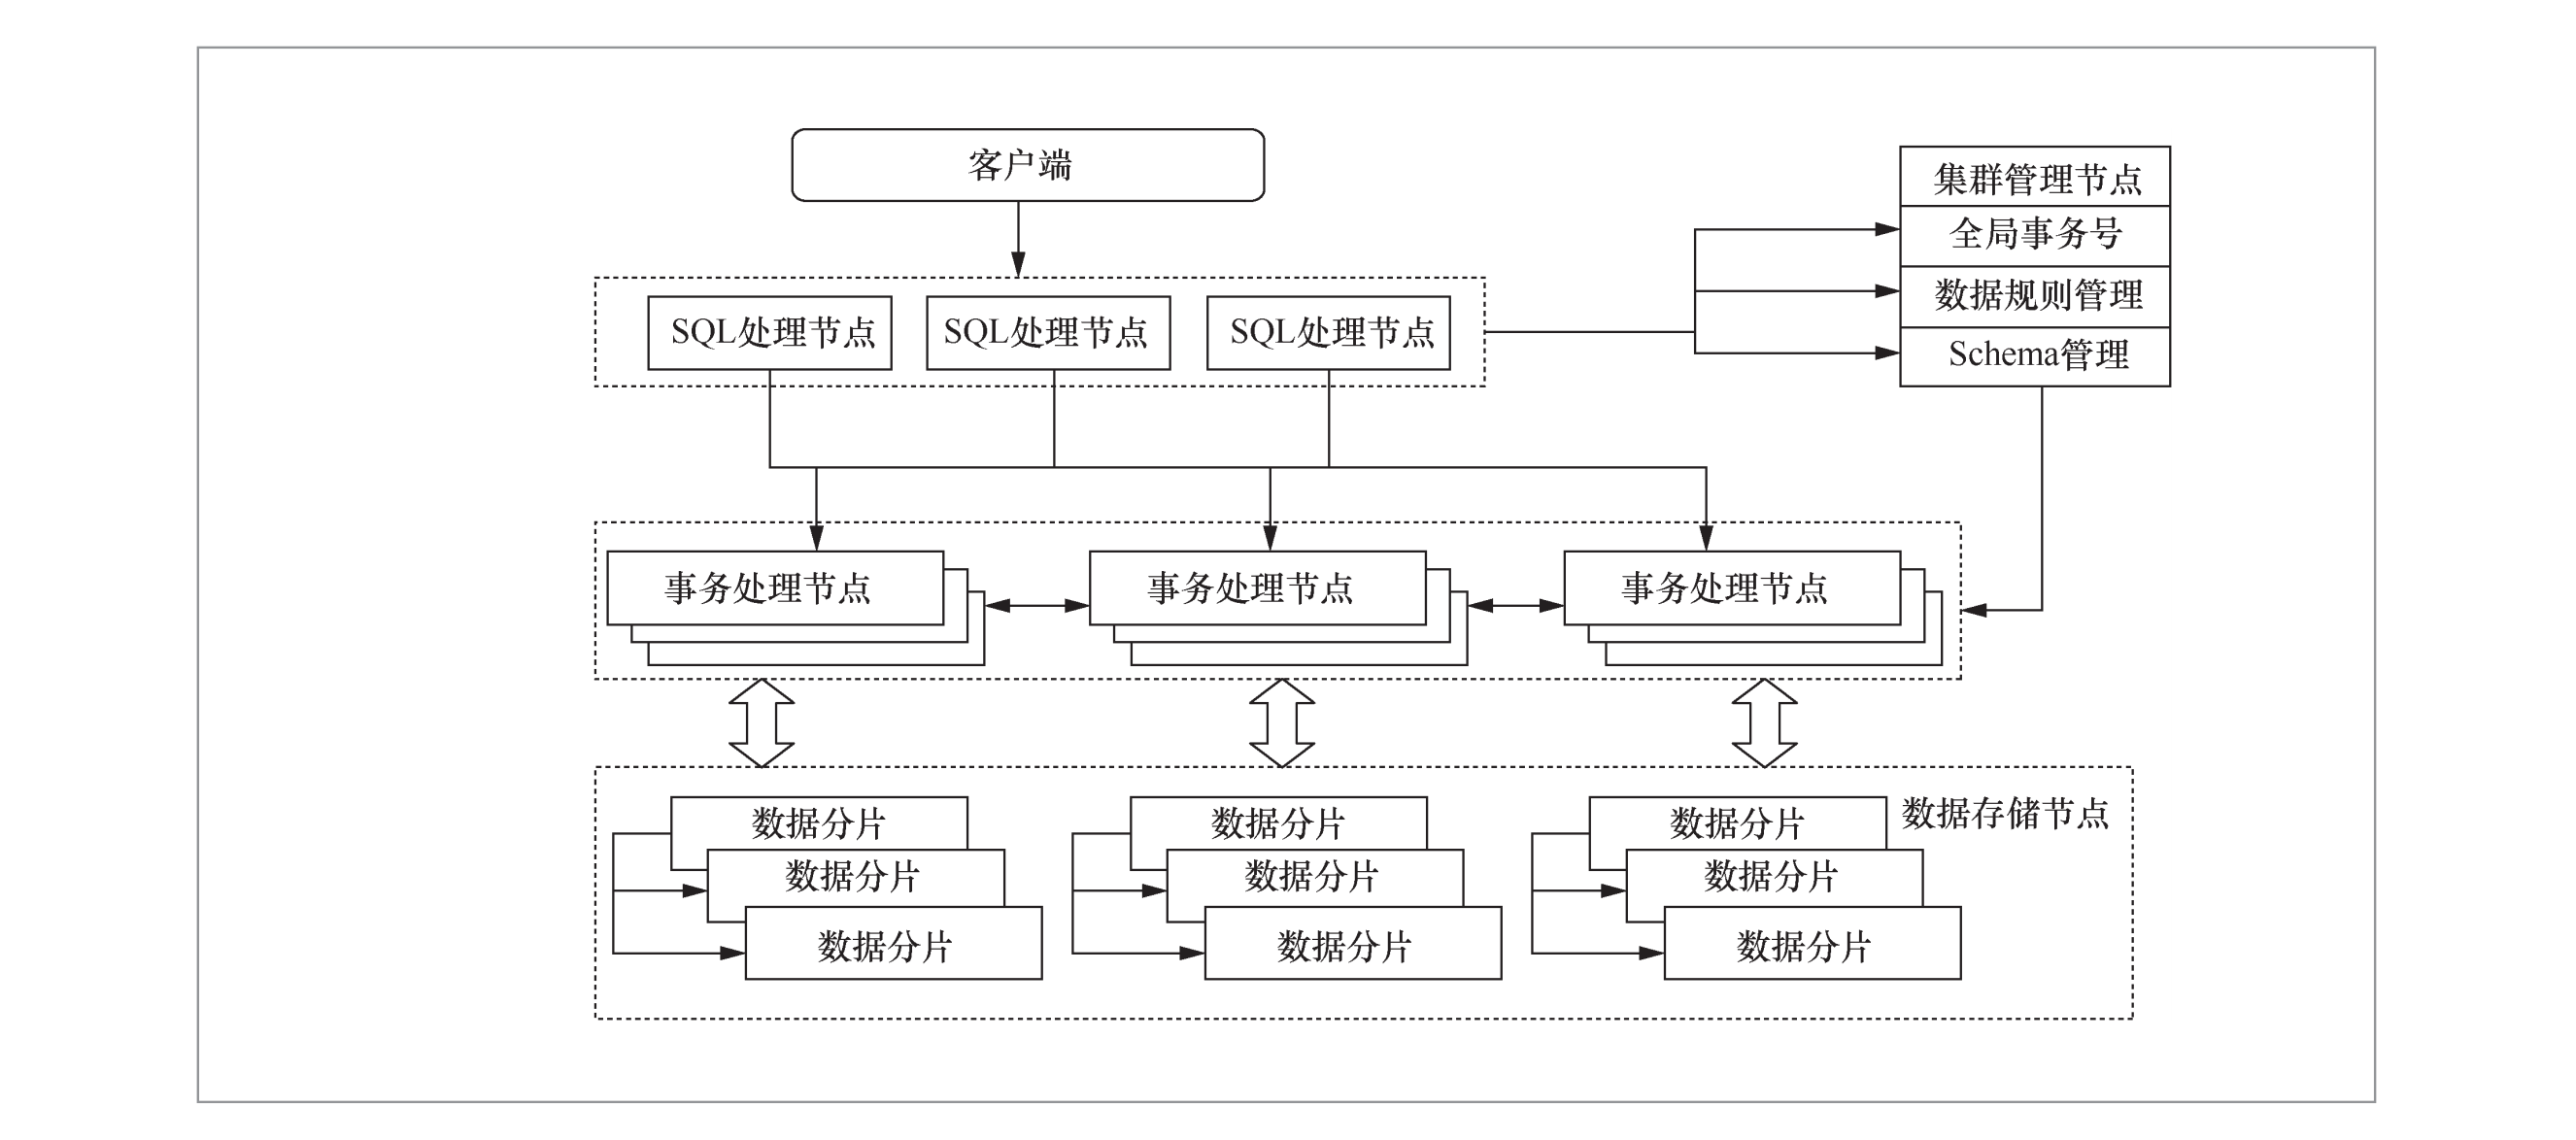 客户端
集群管理节点
全局事务号
数据规则管理
Schema管理
SQL处理节点
SQL处理节点
SQL处理节点
事务处理节点
事务处理节点
事务处理节点
数据存储节点
数据分片
数据分片
数据分片
数据分片
数据分片
数据分片
数据分片
数据分片
数据分片